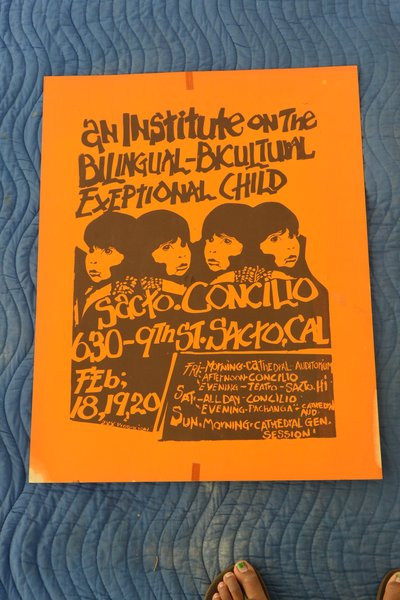 an INStitute ON THE
BILINGUAL-BICULTURAL
EXEPTIONAL CHILD
Sacto. CONCILIO
630-9TH ST. SACTO, CAL
FEb;
18,19,20
FRI-MORNING-CATHEDRAL-AUDITORIUM
AFTERNOON-CONCILIO
EVENING-TEATRO-SACTO. Hi
SAT-ALL DAY-CONCILIO
EVENING-PACHANGA-CATHEDRAL
AUD.
SUN. MORNING-CATHEDRAL GEN.
SESSION